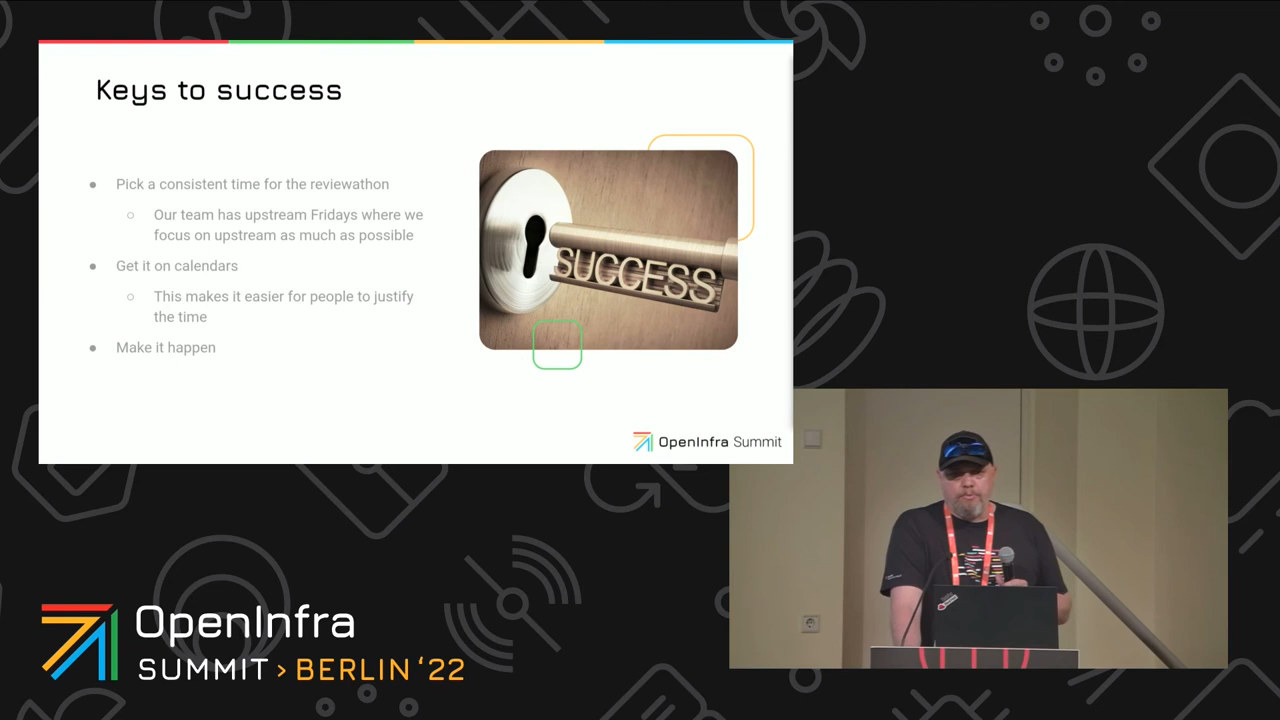 Keys to success
Pick a consistent time for the reviewathon
Our team has upstream Fridays where we
focus on upstream as much as possible
Get it on calendars
This makes it easier for people to justify
the time
Make it happen
SUCCESS
OpenInfra Summit
OpenInfra
SUMMIT > BERLIN ‘22